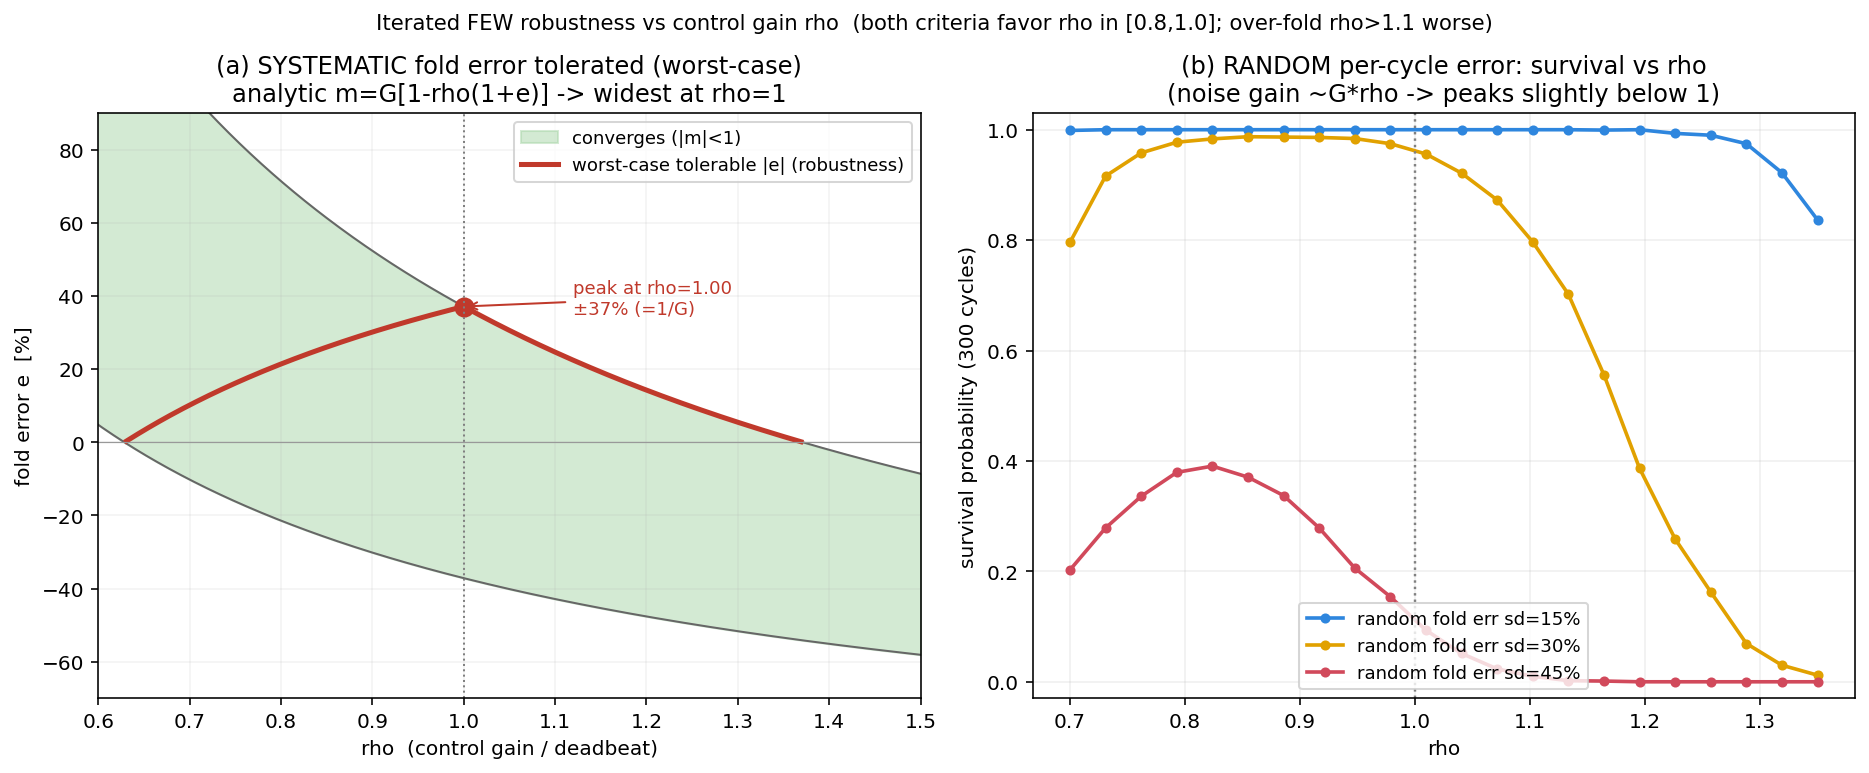 Iterated FEW robustness vs control gain rho  (both criteria favor rho in [0.8,1.0]; over-fold rho>1.1 worse)
(a) SYSTEMATIC fold error tolerated (worst-case)
analytic m=G[1-rho(1+e)] -> widest at rho=1
converges (|m|<1)
worst-case tolerable |e| (robustness)
peak at rho=1.00
±37% (=1/G)
fold error e  [%]
80
60
40
20
0
−20
−40
−60
0.6 0.7 0.8 0.9 1.0 1.1 1.2 1.3 1.4 1.5
rho  (control gain / deadbeat)
(b) RANDOM per-cycle error: survival vs rho
(noise gain ~G*rho -> peaks slightly below 1)
survival probability (300 cycles)
1.0
0.8
0.6
0.4
0.2
0.0
random fold err sd=15%
random fold err sd=30%
random fold err sd=45%
0.7 0.8 0.9 1.0 1.1 1.2 1.3
rho